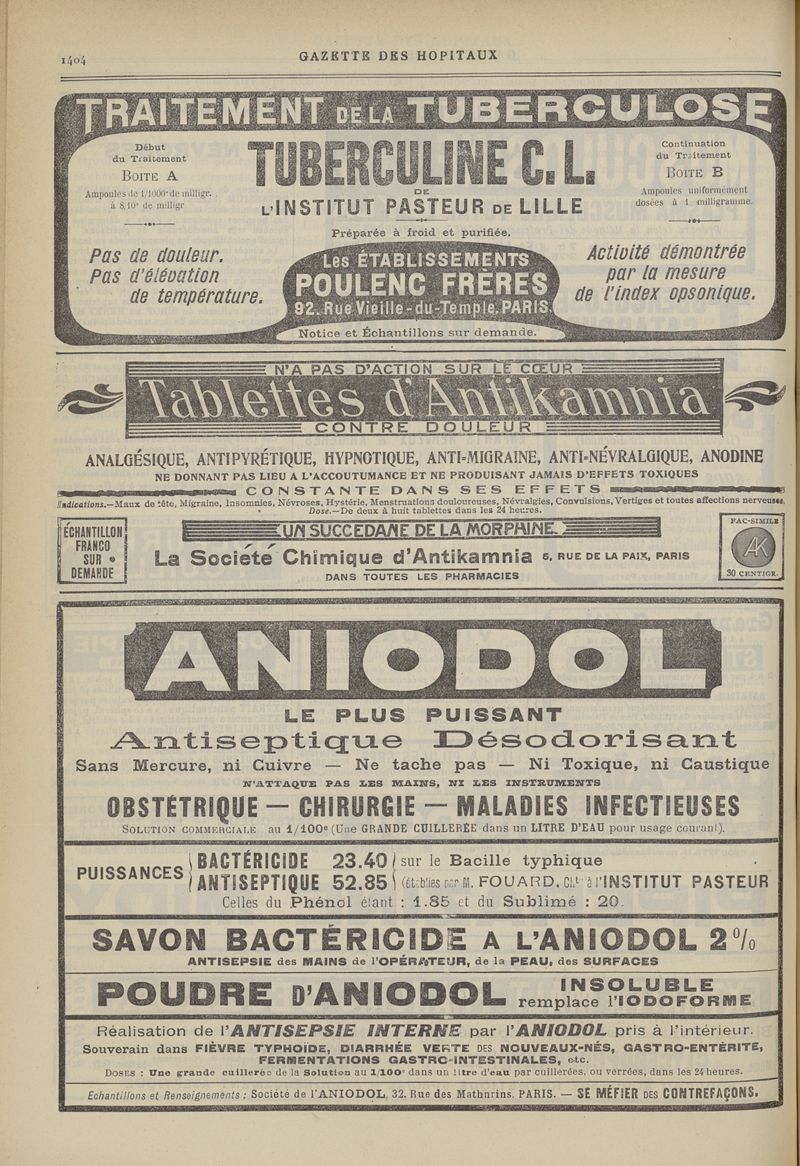 1404
GAZETTE DES HOPITAUX
TRAITEMENT DE LA TUBERCULOSE
Début
du Traitement
BOITE A
Ampoules de 1/1000e de milligr.
à 8/10e de milligr
TUBERCULINE C. L.
DE
L'INSTITUT PASTEUR DE LILLE
Préparée à froid et purifiée.
Continuation
du Traitement
BOITE B
Ampoules uniformément
dosées à 1 milligramme.
Pas de douleur.
Pas d'élévation
de température.
Les ÉTABLISSEMENTS
POULENC FRÈRES
92, Rue Vieille-du-Temple, PARIS.
Activité démontrée
par la mesure
de l'index opsonique.
Notice et Échantillons sur demande.
N'A PAS D'ACTION SUR LE CŒUR
Tablettes d'Antikamnia
CONTRE DOULEUR
ANALGÉSIQUE, ANTIPYRÉTIQUE, HYPNOTIQUE, ANTI-MIGRAINE, ANTI-NÉVRALGIQUE, ANODINE
NE DONNANT PAS LIEU A L'ACCOUTUMANCE ET NE PRODUISANT JAMAIS D'EFFETS TOXIQUES
CONSTANTE DANS SES EFFETS
Indications.—Maux de tête, Migraine, Insomnies, Névroses, Hystérie, Menstruations douloureuses, Névralgies, Convulsions, Vertiges et toutes affections nerveuses.
Dose.—De deux à huit tablettes dans les 24 heures.
ÉCHANTILLON
FRANCO
SUR
DEMANDE
UN SUCCEDANÉ DE LA MORPHINE.
La Société Chimique d'Antikamnia 5, RUE DE LA PAIX, PARIS
DANS TOUTES LES PHARMACIES
FAC-SIMILE
AK
30 CENTIGR.
ANIODOL
LE PLUS PUISSANT
Antiseptique Désodorisant
Sans Mercure, ni Cuivre — Ne tache pas — Ni Toxique, ni Caustique
N'ATTAQUE PAS LES MAINS, NI LES INSTRUMENTS
OBSTÉTRIQUE — CHIRURGIE — MALADIES INFECTIEUSES
SOLUTION COMMERCIALE au 1/100e (Une GRANDE CUILLERÉE dans un LITRE D'EAU pour usage courant).
PUISSANCES
BACTÉRICIDE 23.40 sur le Bacille typhique
ANTISEPTIQUE 52.85 (établies par M. FOUARD, Cht à l'INSTITUT PASTEUR
Celles du Phénol étant : 1.85 et du Sublimé : 20.
SAVON BACTÉRICIDE A L'ANIODOL 2%
ANTISEPSIE des MAINS de l'OPÉRATEUR, de la PEAU, des SURFACES
POUDRE D'ANIODOL INSOLUBLE
remplace l'IODOFORME
Réalisation de l'ANTISEPSIE INTERNE par l'ANIODOL pris à l'intérieur.
Souverain dans FIÈVRE TYPHOÏDE, DIARRHÉE VERTE DES NOUVEAUX-NÉS, GASTRO-ENTÉRITE,
FERMENTATIONS GASTRO-INTESTINALES, etc.
DOSES : Une grande cuillerée de la Solution au 1/100e dans un litre d'eau par cuillerées, ou verrées, dans les 24 heures.
Echantillons et Renseignements : Société de l'ANIODOL, 32, Rue des Mathurins, PARIS. — SE MÉFIER DES CONTREFAÇONS.